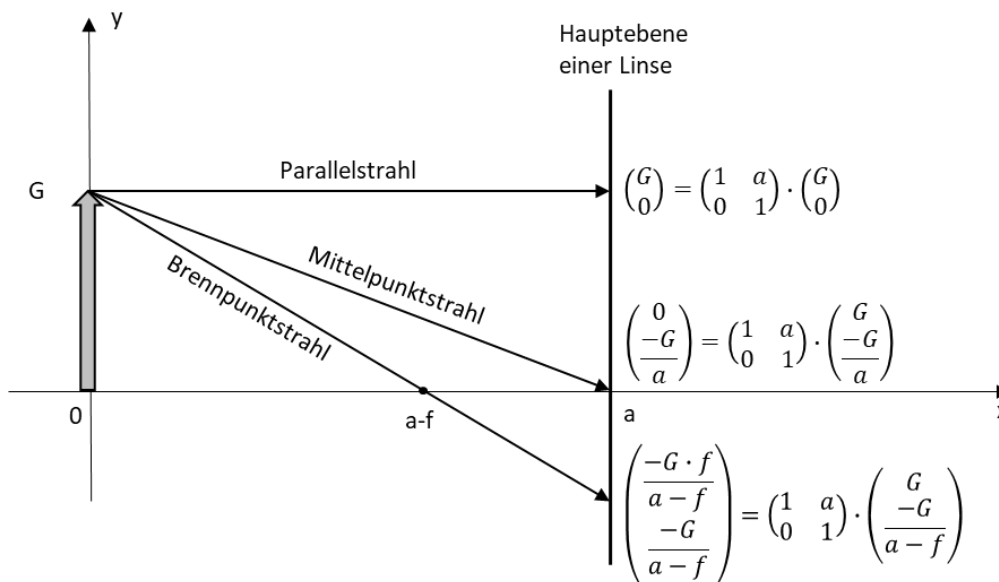 y
Hauptebene
einer Linse
G
Parallelstrahl
(G 0) = (1 a 0 1) · (G 0)
Mittelpunktstrahl
Brennpunktstrahl
(0 -G/a) = (1 a 0 1) · (G -G/a)
0
a-f
a
x
(-G · f/a − f -G/a − f) = (1 a 0 1) · (G -G/a − f)